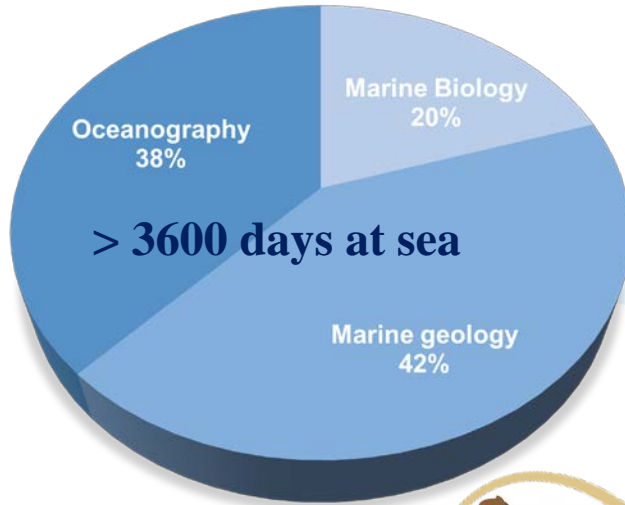 Marine Biology
20%
Oceanography
38%
> 3600 days at sea
Marine geology
42%